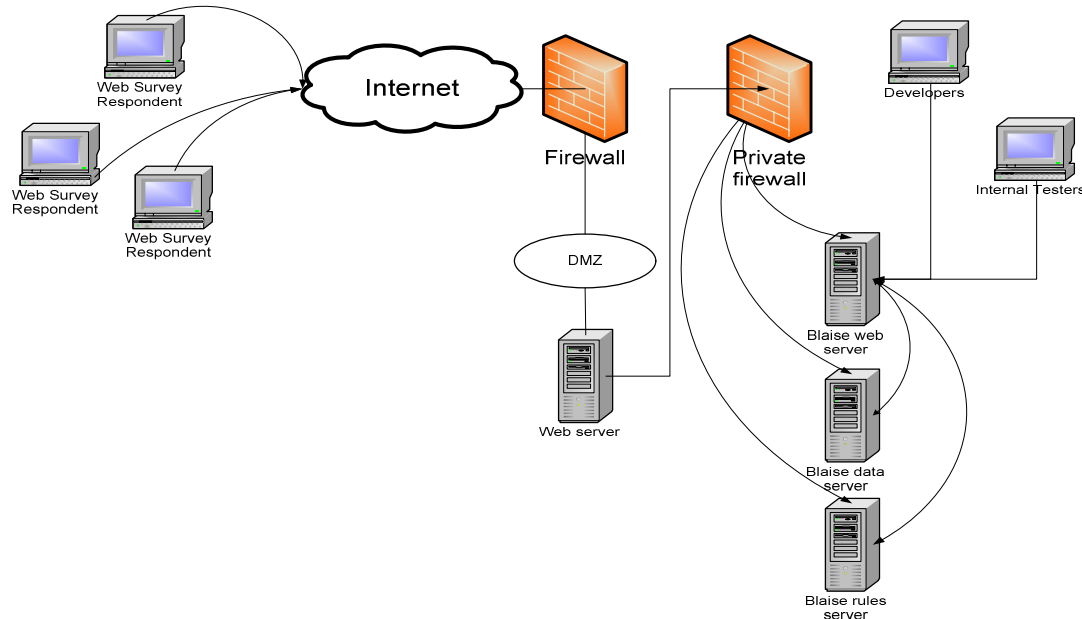 Web Survey
Respondent
Web Survey
Respondent
Web Survey
Respondent
Internet
Firewall
DMZ
Web server
Private
firewall
Developers
Internal Testers
Blaise web
server
Blaise data
server
Blaise rules
server